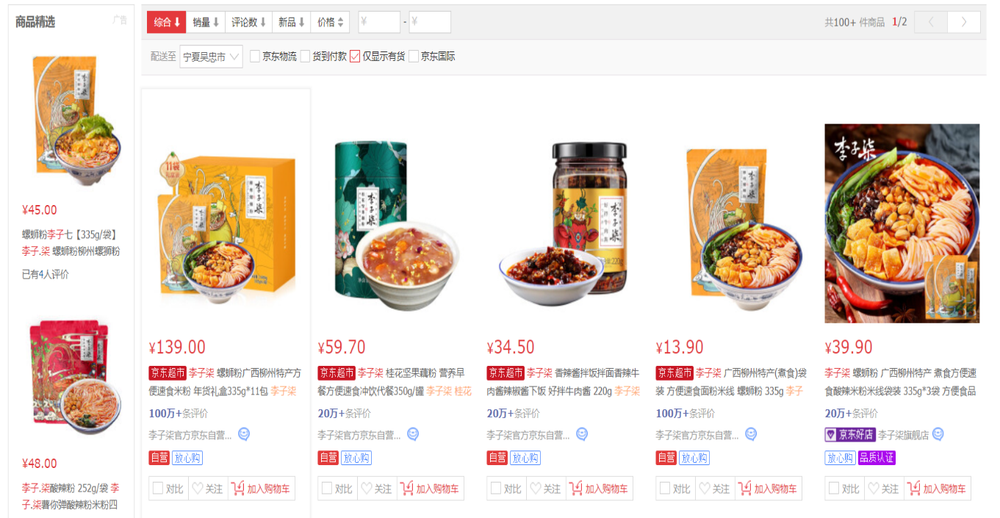 商品精选
广告
¥45.00
螺蛳粉李子七【335g/袋】
李子.柒 螺蛳粉柳州螺狮粉
已有4人评价
¥48.00
李子.柒酸辣粉 252g/袋 李
子.柒薯你弹酸辣粉米粉四
综合 销量 评论数 新品 价格 ¥ - ¥
共100+ 件商品 1/2
配送至 宁夏吴忠市 京东物流 货到付款 仅显示有货 京东国际
11袋
李子柒
¥139.00
京东超市 李子柒 螺蛳粉广西柳州特产方
便速食米粉 年货礼盒335g*11包 李子柒
100万+条评价
李子柒官方京东自营...
自营 放心购
对比 关注 加入购物车
李子柒
¥59.70
京东超市 李子柒 桂花坚果藕粉 营养早
餐方便速食冲饮代餐350g/罐 李子柒 桂花
20万+条评价
李子柒官方京东自营...
自营 放心购
对比 关注 加入购物车
李子柒
220g
¥34.50
京东超市 李子柒 香辣酱拌饭拌面香辣牛
肉酱辣椒酱下饭 好拌牛肉酱 220g 李子柒
20万+条评价
李子柒官方京东自营...
自营 放心购
对比 关注 加入购物车
李子柒
¥13.90
京东超市 李子柒 广西柳州特产(煮食)袋
装 方便速食面粉米线 螺蛳粉 335g 李子
100万+条评价
李子柒官方京东自营...
自营 放心购
对比 关注 加入购物车
李子柒
¥39.90
李子柒 螺蛳粉 广西柳州特产 煮食方便速
食酸辣米粉米线袋装 335g*3袋 方便食品
20万+条评价
京东好店 李子柒旗舰店
放心购 品质认证
对比 关注 加入购物车